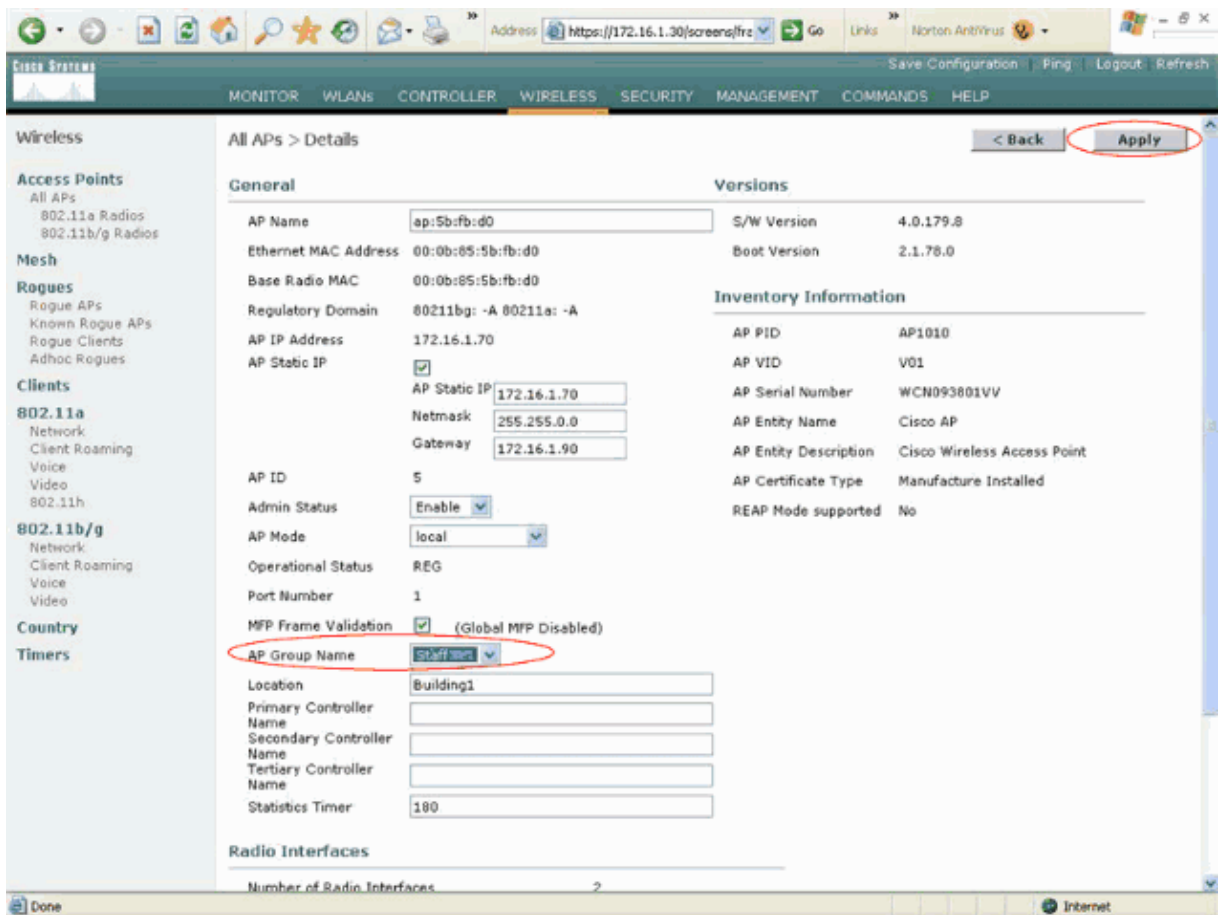 Address https://172.16.1.30/screens/fra Go Links Norton AntiVirus
Cisco Systems
Save Configuration | Ping | Logout | Refresh
MONITOR WLANs CONTROLLER WIRELESS SECURITY MANAGEMENT COMMANDS HELP
Wireless
Access Points
All APs
802.11a Radios
802.11b/g Radios
Mesh
Rogues
Rogue APs
Known Rogue APs
Rogue Clients
Adhoc Rogues
Clients
802.11a
Network
Client Roaming
Voice
Video
802.11h
802.11b/g
Network
Client Roaming
Voice
Video
Country
Timers
All APs > Details
< Back
Apply
General
AP Name ap:5b:fb:d0
Ethernet MAC Address 00:0b:85:5b:fb:d0
Base Radio MAC 00:0b:85:5b:fb:d0
Regulatory Domain 80211bg: -A 80211a: -A
AP IP Address 172.16.1.70
AP Static IP
AP Static IP 172.16.1.70
Netmask 255.255.0.0
Gateway 172.16.1.90
AP ID 5
Admin Status Enable
AP Mode local
Operational Status REG
Port Number 1
MFP Frame Validation (Global MFP Disabled)
AP Group Name Staff
Location Building1
Primary Controller
Name
Secondary Controller
Name
Tertiary Controller
Name
Statistics Timer 180
Radio Interfaces
Number of Radio Interfaces 2
Versions
S/W Version 4.0.179.8
Boot Version 2.1.78.0
Inventory Information
AP PID AP1010
AP VID V01
AP Serial Number WCN093801VV
AP Entity Name Cisco AP
AP Entity Description Cisco Wireless Access Point
AP Certificate Type Manufacture Installed
REAP Mode supported No
Done
Internet